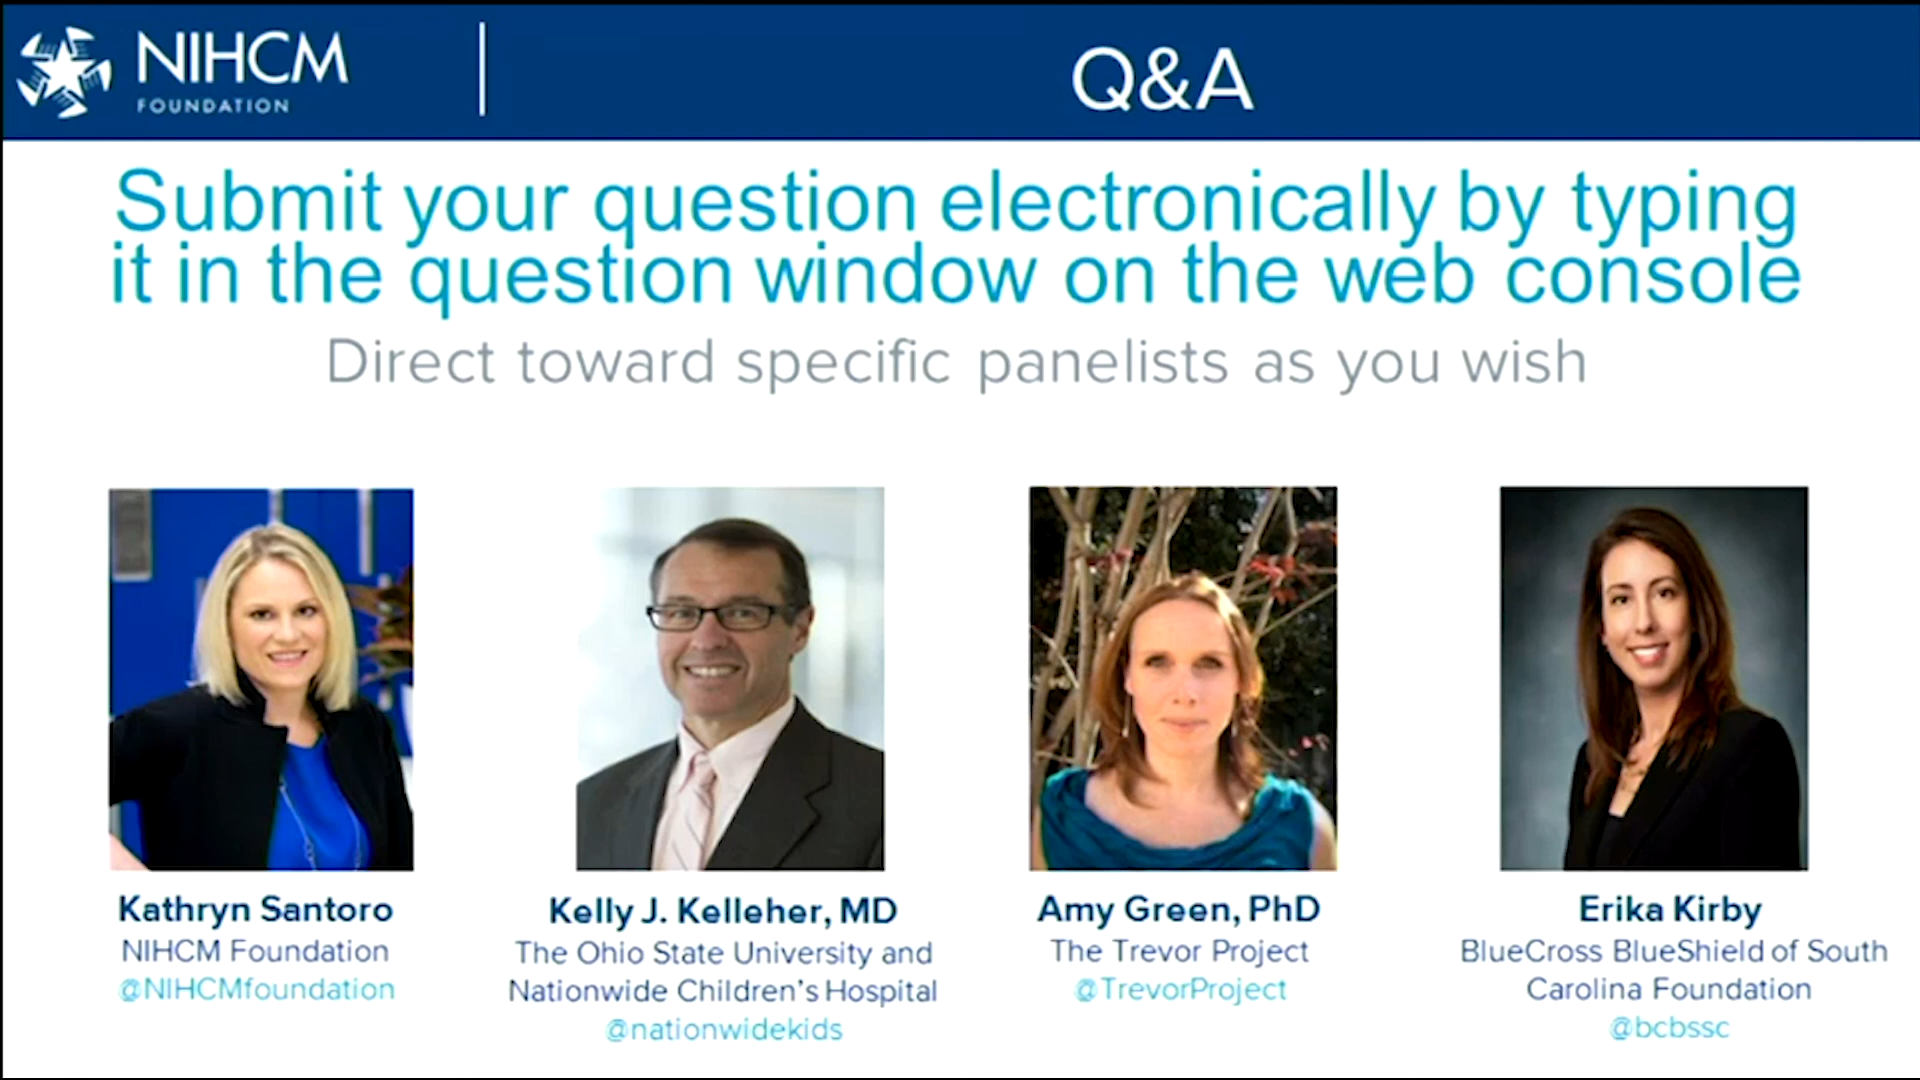 NIHCM
FOUNDATION
Q&A
Submit your question electronically by typing
it in the question window on the web console
Direct toward specific panelists as you wish
Kathryn Santoro
NIHCM Foundation
@NIHCMfoundation
Kelly J. Kelleher, MD
The Ohio State University and
Nationwide Children's Hospital
@nationwidekids
Amy Green, PhD
The Trevor Project
@TrevorProject
Erika Kirby
BlueCross BlueShield of South
Carolina Foundation
@bcbssc